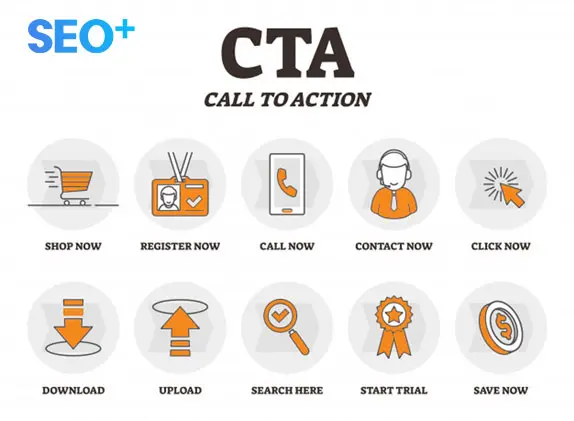 SEO+
CTA
CALL TO ACTION
SHOP NOW
REGISTER NOW
CALL NOW
CONTACT NOW
CLICK NOW
DOWNLOAD
UPLOAD
SEARCH HERE
START TRIAL
SAVE NOW
$